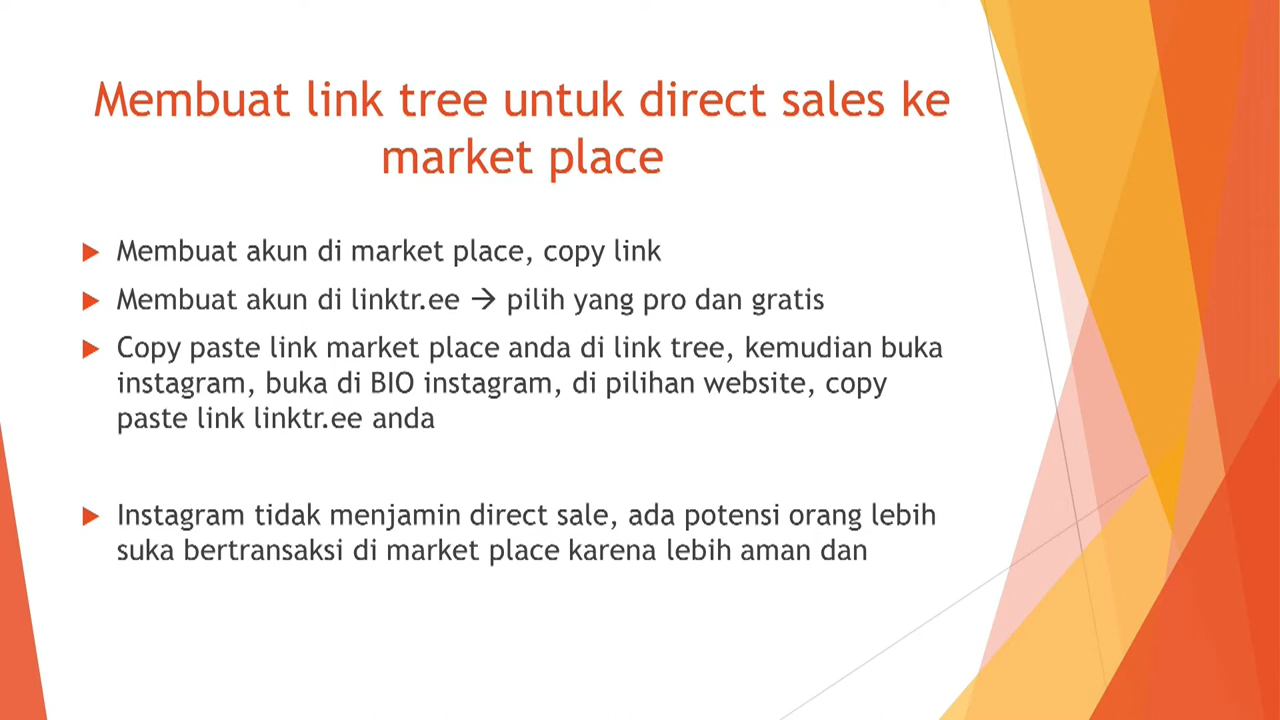 Membuat link tree untuk direct sales ke
market place
Membuat akun di market place, copy link
Membuat akun di linktr.ee → pilih yang pro dan gratis
Copy paste link market place anda di link tree, kemudian buka
instagram, buka di BIO instagram, di pilihan website, copy
paste link linktr.ee anda
Instagram tidak menjamin direct sale, ada potensi orang lebih
suka bertransaksi di market place karena lebih aman dan